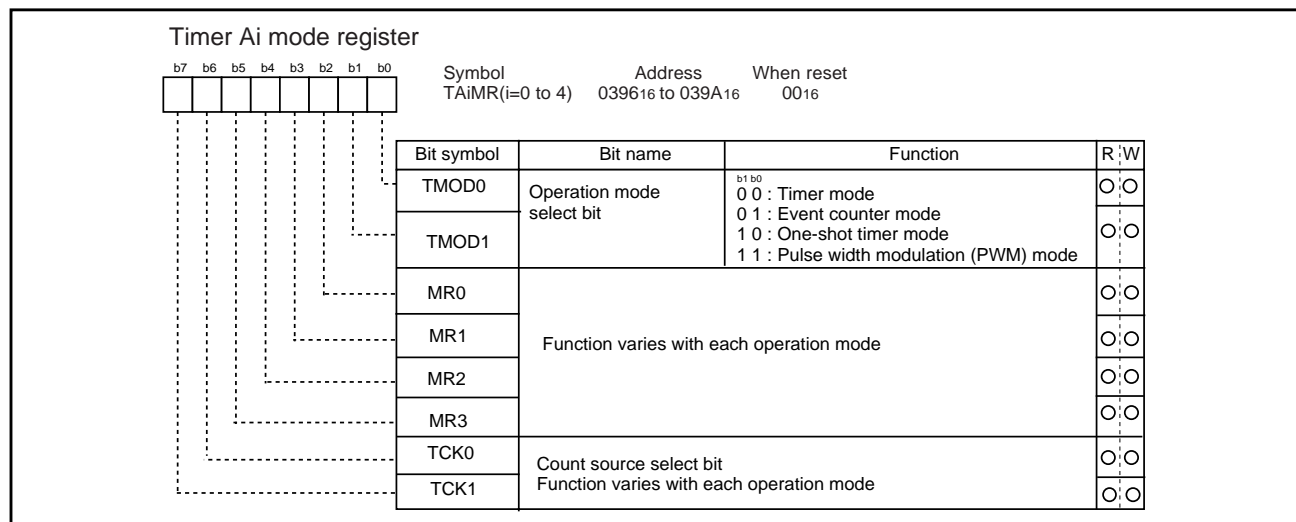 Timer Ai mode register
b7 b6 b5 b4 b3 b2 b1 b0
Symbol Address When reset
TAiMR(i=0 to 4) 039616 to 039A16 0016
Bit symbol Bit name Function R W
TMOD0
TMOD1
Operation mode
select bit
b1 b0
0 0 : Timer mode
0 1 : Event counter mode
1 0 : One-shot timer mode
1 1 : Pulse width modulation (PWM) mode
MR0
MR1
MR2
MR3
Function varies with each operation mode
TCK0
TCK1
Count source select bit
Function varies with each operation mode